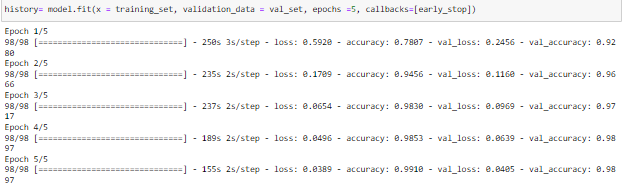 history= model.fit(x = training_set, validation_data = val_set, epochs =5, callbacks=[early_stop])
Epoch 1/5
98/98 [==============================] - 250s 3s/step - loss: 0.5920 - accuracy: 0.7807 - val_loss: 0.2456 - val_accuracy: 0.92
80
Epoch 2/5
98/98 [==============================] - 235s 2s/step - loss: 0.1709 - accuracy: 0.9456 - val_loss: 0.1160 - val_accuracy: 0.96
66
Epoch 3/5
98/98 [==============================] - 237s 2s/step - loss: 0.0654 - accuracy: 0.9830 - val_loss: 0.0969 - val_accuracy: 0.97
17
Epoch 4/5
98/98 [==============================] - 189s 2s/step - loss: 0.0496 - accuracy: 0.9853 - val_loss: 0.0639 - val_accuracy: 0.98
97
Epoch 5/5
98/98 [==============================] - 155s 2s/step - loss: 0.0389 - accuracy: 0.9910 - val_loss: 0.0405 - val_accuracy: 0.98
97